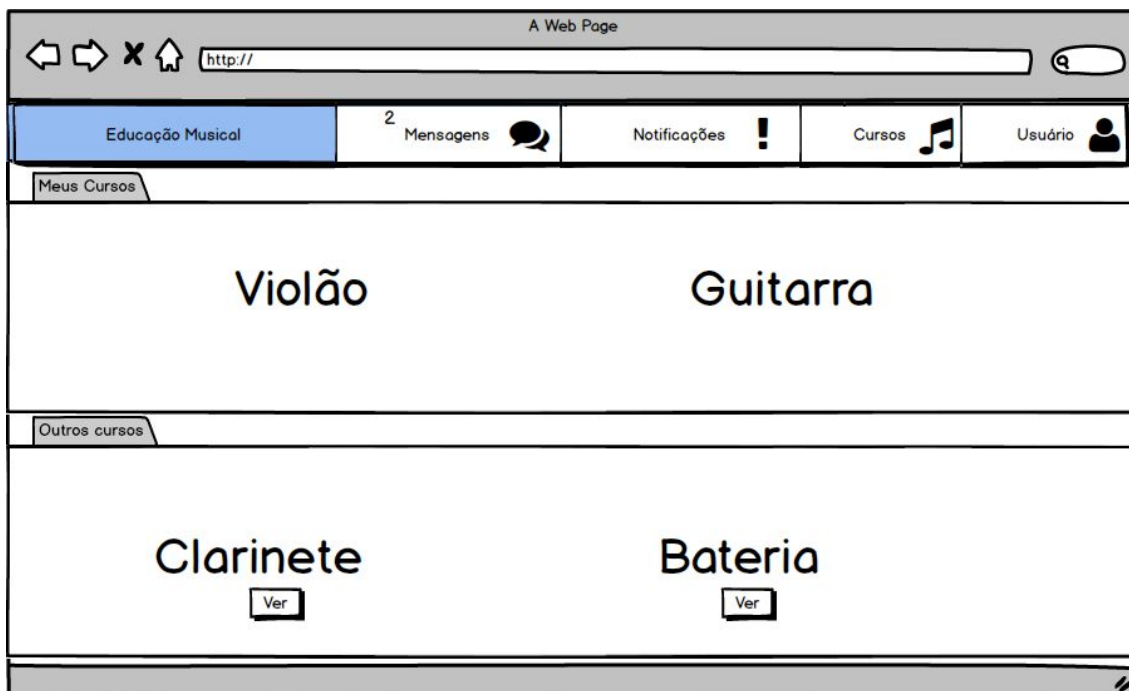 A Web Page
http://
Educação Musical
2 Mensagens
Notificações !
Cursos
Usuário
Meus Cursos
Violão
Guitarra
Outros cursos
Clarinete
Bateria
Ver
Ver